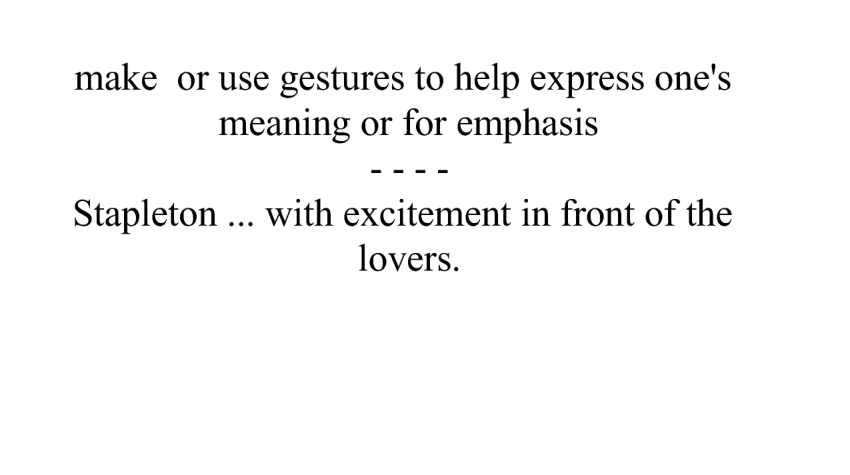 make  or use gestures to help express one's
meaning or for emphasis
- - - -
Stapleton ... with excitement in front of the
lovers.